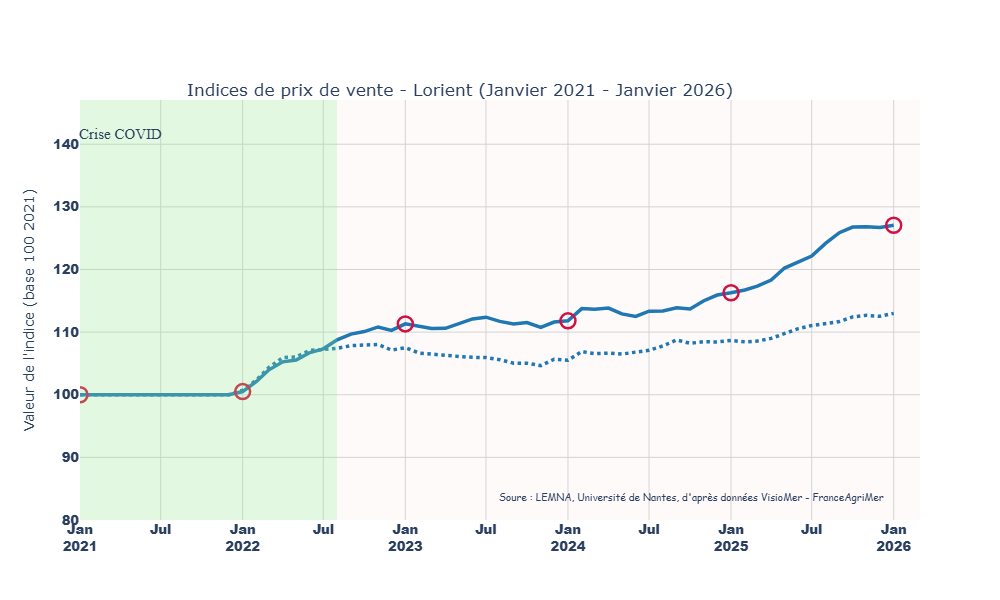 Indices de prix de vente - Lorient (Janvier 2021 - Janvier 2026)
Crise COVID
Valeur de l'indice (base 100 2021)
140
130
120
110
100
90
80
Soure : LEMNA, Université de Nantes, d'après données VisioMer - FranceAgriMer
Jan Jul Jan Jul Jan Jul Jan Jul Jan Jul Jan
2021 2022 2023 2024 2025 2026